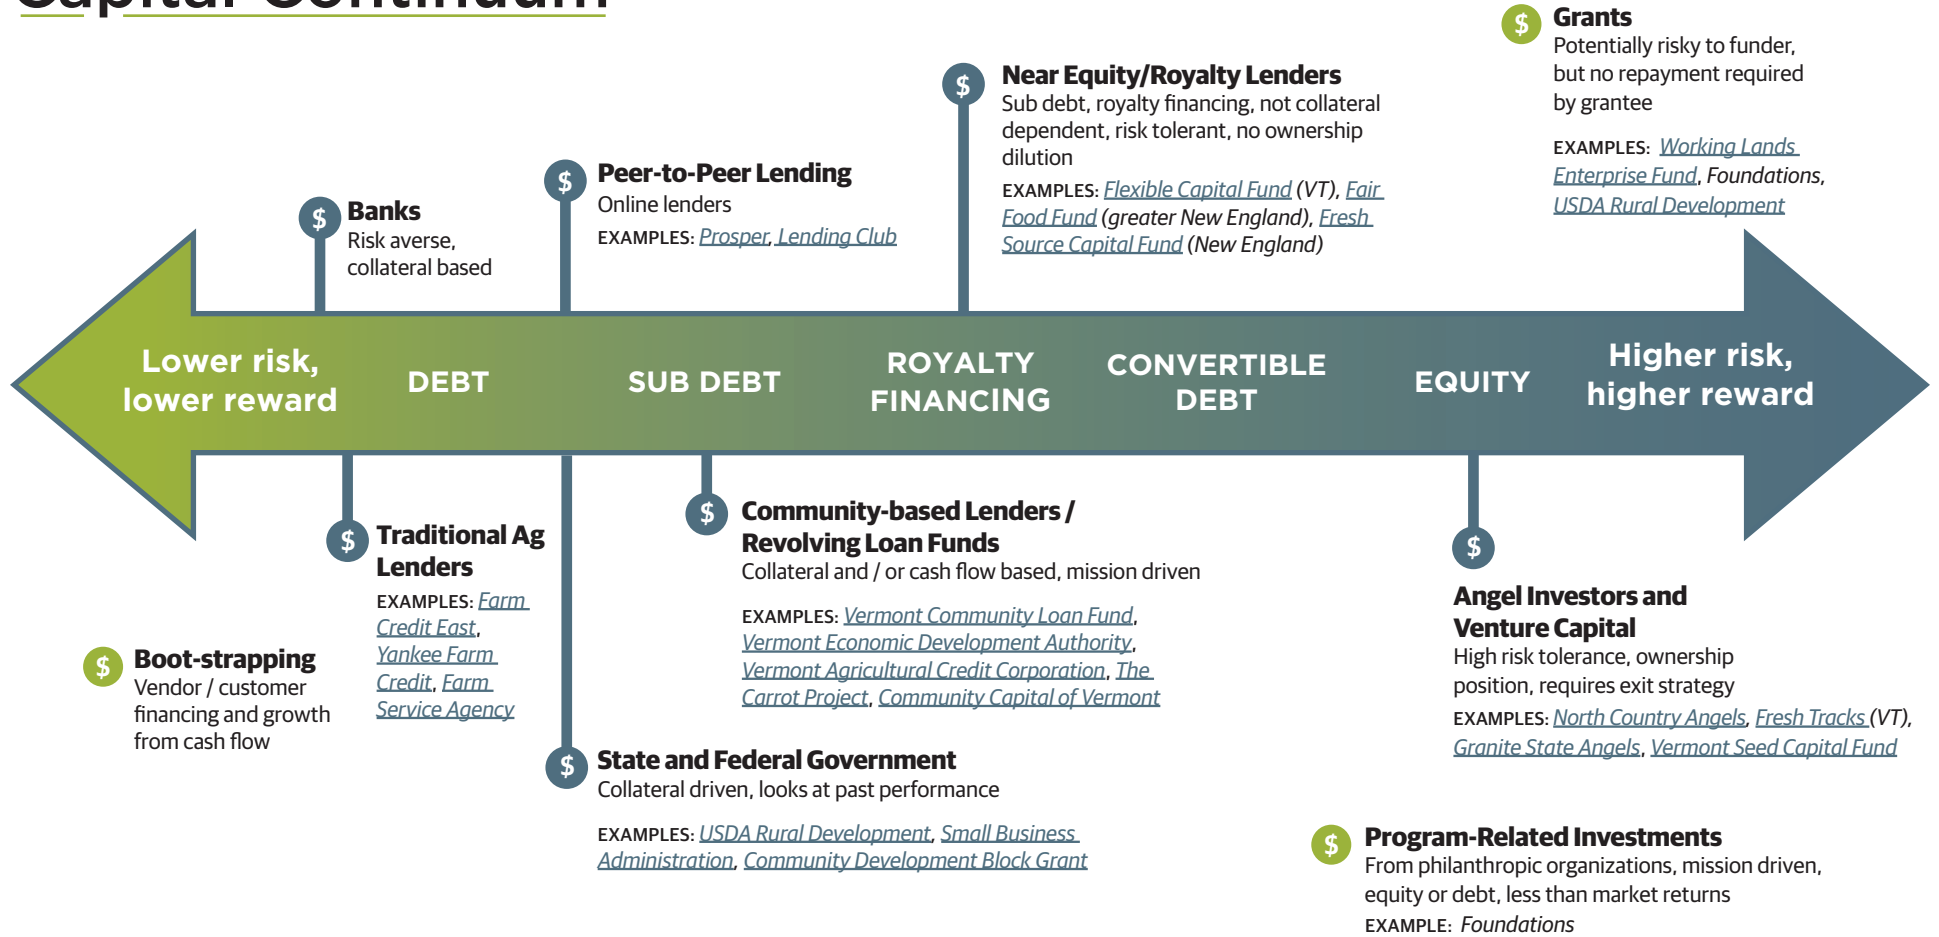 Capital Continuum
$ Grants
Potentially risky to funder,
but no repayment required
by grantee
EXAMPLES: Working Lands
Enterprise Fund, Foundations,
USDA Rural Development
$ Near Equity/Royalty Lenders
Sub debt, royalty financing, not collateral
dependent, risk tolerant, no ownership
dilution
EXAMPLES: Flexible Capital Fund (VT), Fair
Food Fund (greater New England), Fresh
Source Capital Fund (New England)
$ Peer-to-Peer Lending
Online lenders
EXAMPLES: Prosper, Lending Club
$ Banks
Risk averse,
collateral based
Lower risk,
lower reward
DEBT
SUB DEBT
ROYALTY
FINANCING
CONVERTIBLE
DEBT
EQUITY
Higher risk,
higher reward
$ Traditional Ag
Lenders
EXAMPLES: Farm
Credit East,
Yankee Farm
Credit, Farm
Service Agency
$ Community-based Lenders /
Revolving Loan Funds
Collateral and / or cash flow based, mission driven
EXAMPLES: Vermont Community Loan Fund,
Vermont Economic Development Authority,
Vermont Agricultural Credit Corporation, The
Carrot Project, Community Capital of Vermont
$ Angel Investors and
Venture Capital
High risk tolerance, ownership
position, requires exit strategy
EXAMPLES: North Country Angels, Fresh Tracks (VT),
Granite State Angels, Vermont Seed Capital Fund
$ Boot-strapping
Vendor / customer
financing and growth
from cash flow
$ State and Federal Government
Collateral driven, looks at past performance
EXAMPLES: USDA Rural Development, Small Business
Administration, Community Development Block Grant
$ Program-Related Investments
From philanthropic organizations, mission driven,
equity or debt, less than market returns
EXAMPLE: Foundations